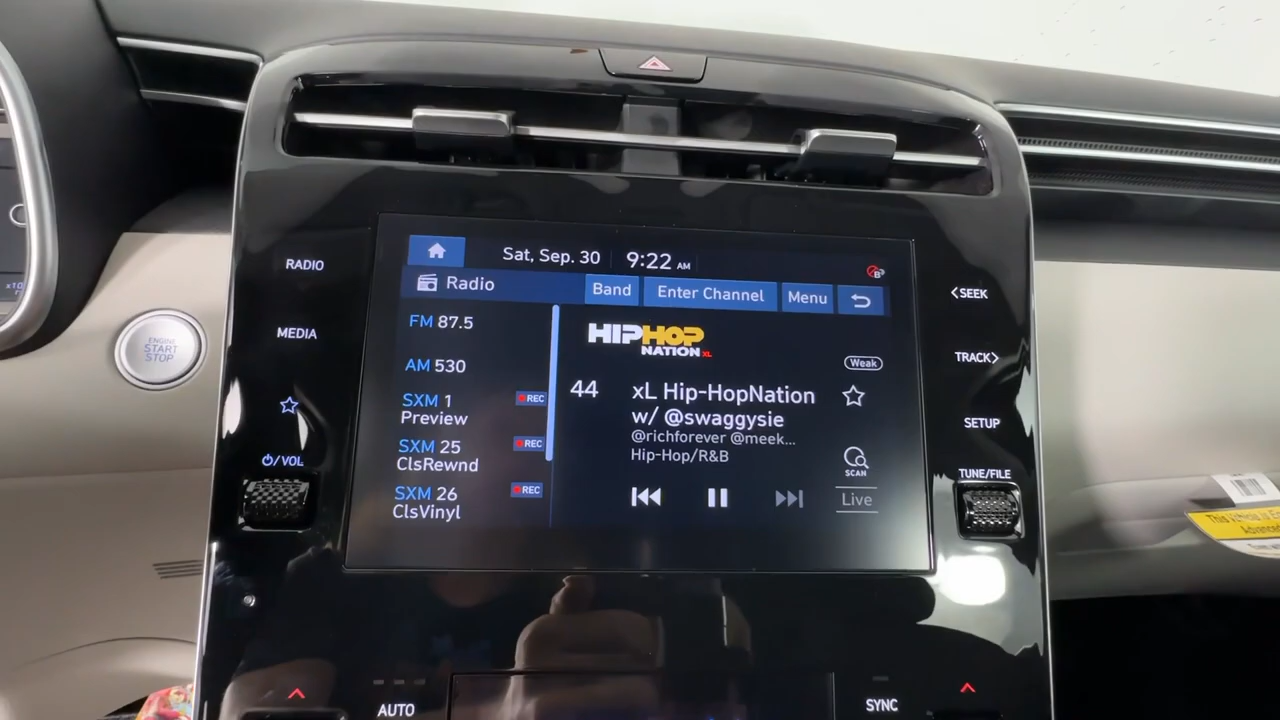 Sat, Sep. 30 9:22 AM
Radio
Band
Enter Channel
Menu
FM 87.5
AM 530
SXM 1 REC
Preview
SXM 25 REC
ClsRewnd
SXM 26 REC
ClsVinyl
HIPHOP
NATION XL
Weak
44
xL Hip-HopNation
w/ @swaggysie
@richforever @meek...
Hip-Hop/R&B
SCAN
Live
RADIO
MEDIA
ENGINE
START
STOP
/VOL
<SEEK
TRACK>
SETUP
TUNE/FILE
AUTO
SYNC